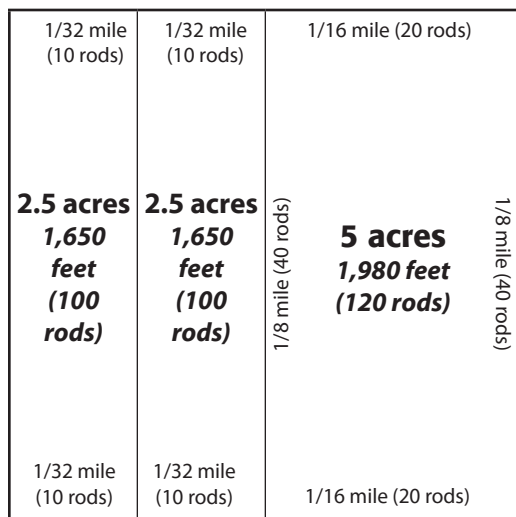 1/32 mile
(10 rods)
1/32 mile
(10 rods)
1/16 mile (20 rods)
2.5 acres
1,650
feet
(100
rods)
2.5 acres
1,650
feet
(100
rods)
1/8 mile (40 rods)
5 acres
1,980 feet
(120 rods)
1/8 mile (40 rods)
1/32 mile
(10 rods)
1/32 mile
(10 rods)
1/16 mile (20 rods)